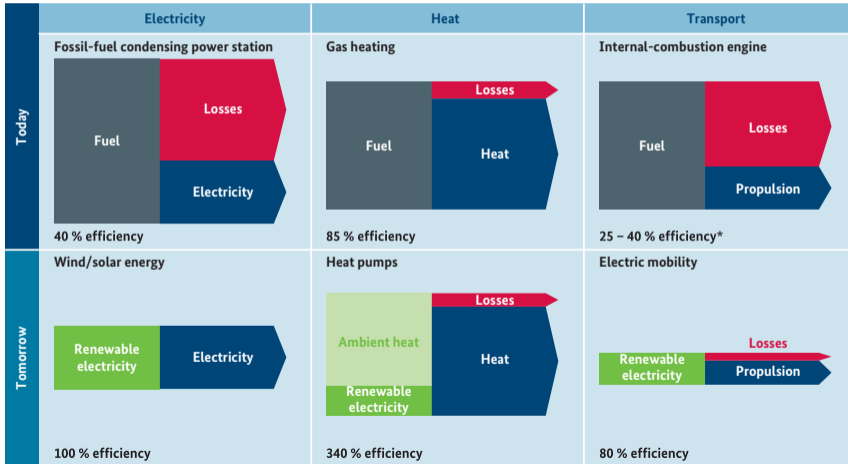 Electricity
Heat
Transport
Today
Fossil-fuel condensing power station
Fuel
Losses
Electricity
40 % efficiency
Gas heating
Fuel
Losses
Heat
85 % efficiency
Internal-combustion engine
Fuel
Losses
Propulsion
25 – 40 % efficiency*
Tomorrow
Wind/solar energy
Renewable
electricity
Electricity
100 % efficiency
Heat pumps
Ambient heat
Renewable
electricity
Losses
Heat
340 % efficiency
Electric mobility
Renewable
electricity
Losses
Propulsion
80 % efficiency